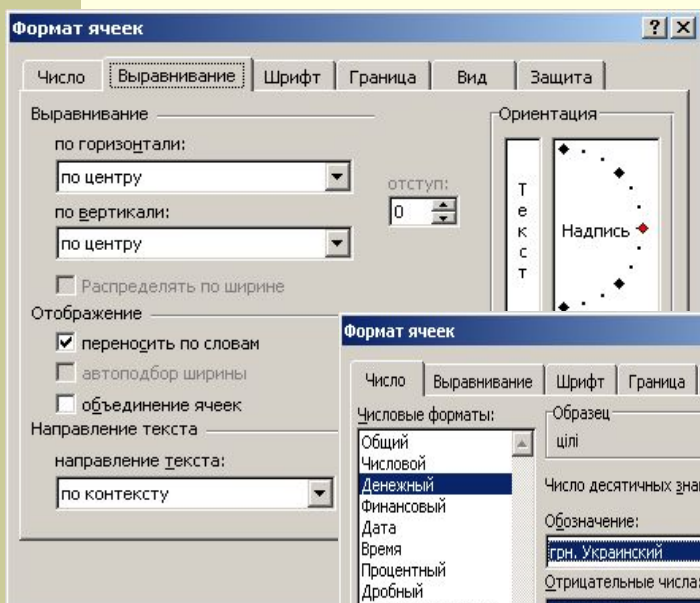 Формат ячеек
Число Выравнивание Шрифт Граница Вид Защита
Выравнивание
по горизонтали:
по центру
отступ:
0
по вертикали:
по центру
Распределять по ширине
Отображение
переносить по словам
автоподбор ширины
объединение ячеек
Направление текста
направление текста:
по контексту
Ориентация
Текст
Надпись
Формат ячеек
Число Выравнивание Шрифт Граница
Числовые форматы:
Общий
Числовой
Денежный
Финансовый
Дата
Время
Процентный
Дробный
Образец
цілі
Число десятичных
Обозначение:
грн. Украинский
Отрицательные числа: